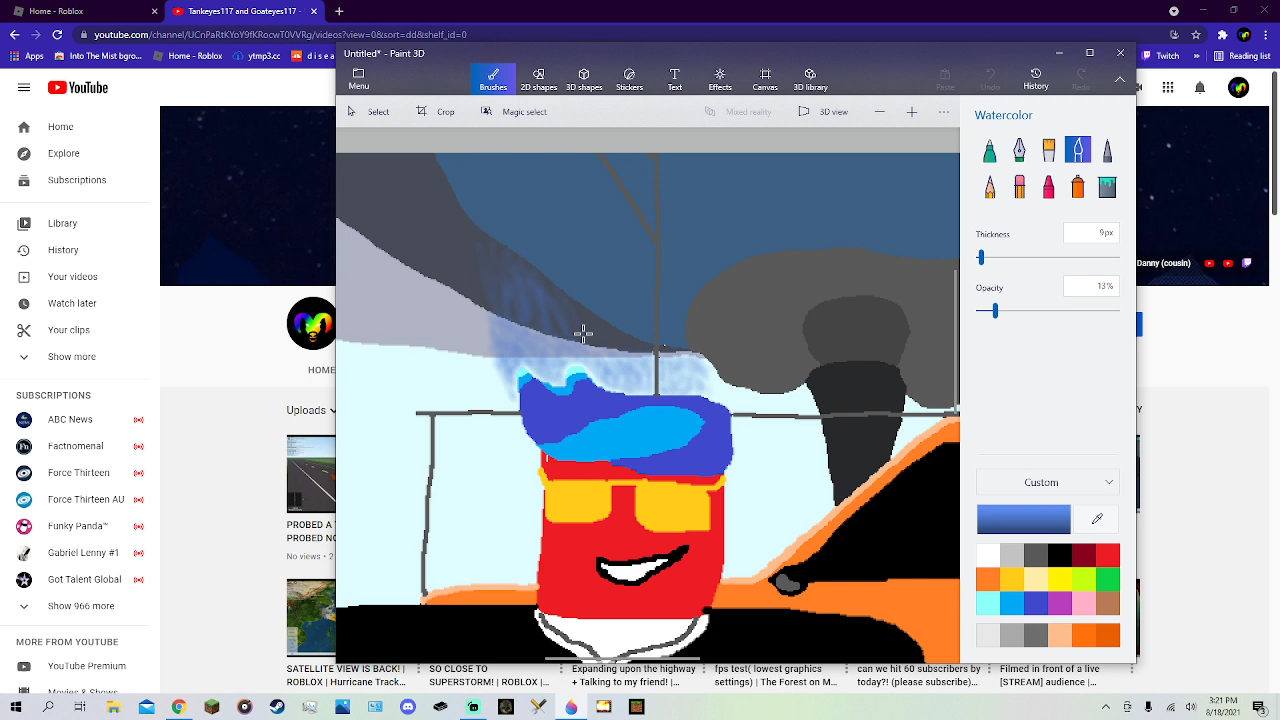 Home - Roblox
Tankeyes117 and Goateyes117 -
youtube.com/channel/UCnPaRtKYoY9fKRocwT0VVRg/videos?view=0&sort=dd&shelf_id=0
Apps
Into The Mist bgro...
Home - Roblox
ytmp3.cc
d i s e a
Twitch
Reading list
YouTube
Home
Explore
Subscriptions
Library
History
Your videos
Watch later
Your clips
Show more
SUBSCRIPTIONS
ABC News
Factnomenal
Force Thirteen
Force Thirteen AU
Funky Panda™
Gabriel Lenny #1
Got Talent Global
Show 966 more
MORE FROM YOUTUBE
YouTube Premium
HOME
Uploads
PROBED A
PROBED NO
No views • 2
Danny (cousin)
Untitled* - Paint 3D
Menu
Brushes
2D shapes
3D shapes
Stickers
Text
Effects
Canvas
3D library
Paste
Undo
History
Redo
Select
Crop
Magic select
Mixed reality
3D view
Watercolor
Thickness
9px
Opacity
13%
Custom
SATELLITE VIEW IS BACK! |
ROBLOX | Hurricane Track...
SO CLOSE TO
SUPERSTORM! | ROBLOX |...
Expanding upon the highway
+ Talking to my friend! |...
fps test( lowest graphics
settings) | The Forest on M...
can we hit 60 subscribers by
today?! (please subscribe)
Filmed in front of a live
[STREAM] audience |...
3:21 PM
8/18/2021